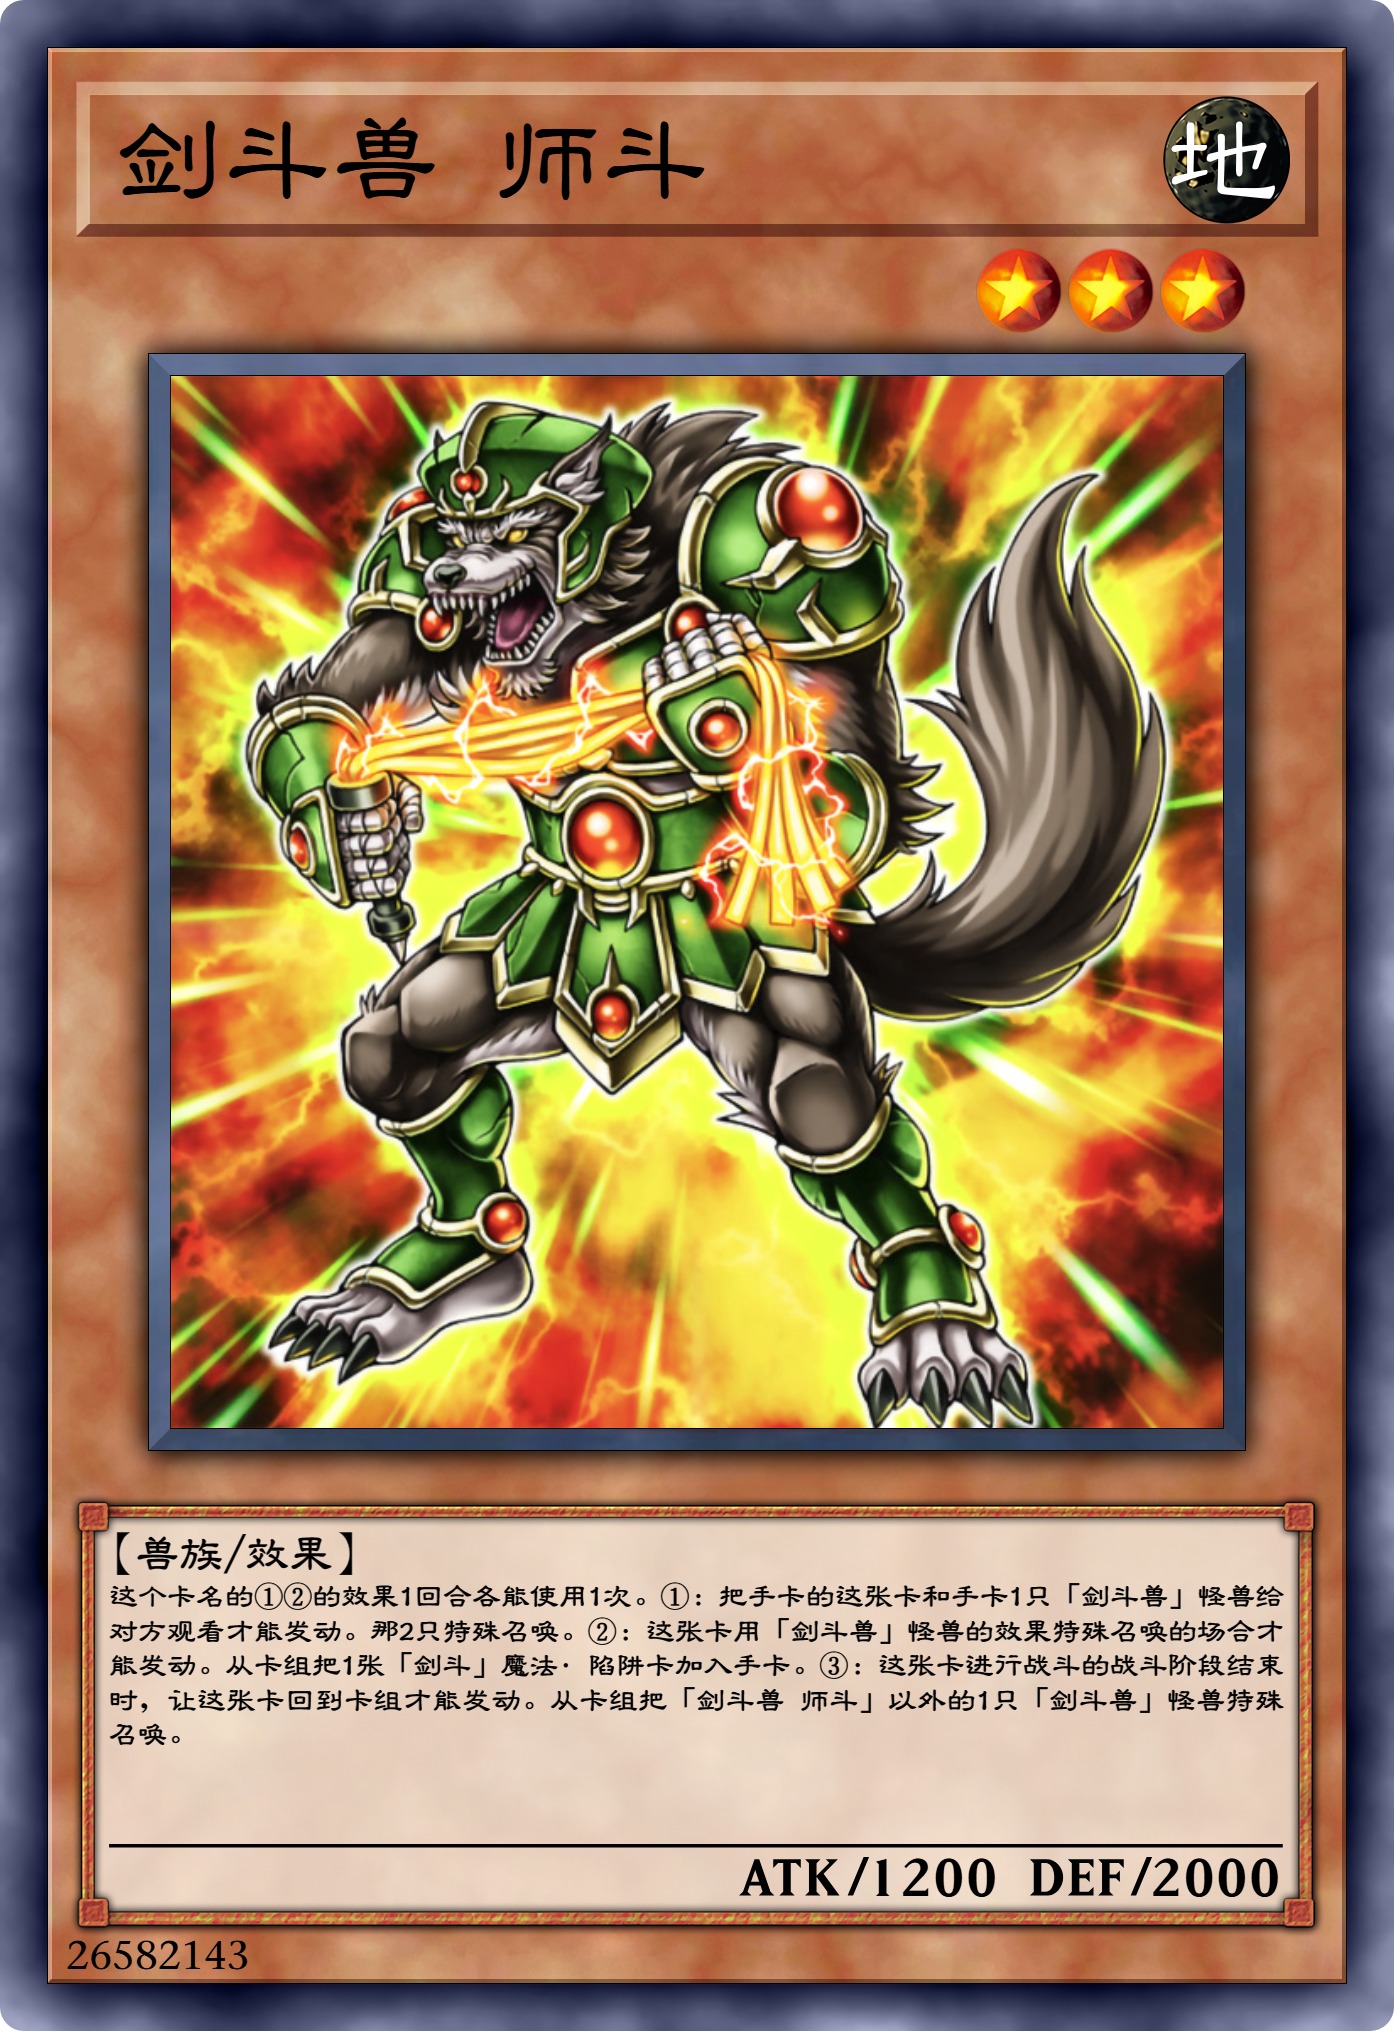 剑斗兽 师斗
地
【兽族/效果】
这个卡名的①②的效果1回合各能使用1次。①：把手卡的这张卡和手卡1只「剑斗兽」怪兽给
对方观看才能发动。那2只特殊召唤。②：这张卡用「剑斗兽」怪兽的效果特殊召唤的场合才
能发动。从卡组把1张「剑斗」魔法·陷阱卡加入手卡。③：这张卡进行战斗的战斗阶段结束
时，让这张卡回到卡组才能发动。从卡组把「剑斗兽 师斗」以外的1只「剑斗兽」怪兽特殊
召唤。
ATK/1200 DEF/2000
26582143